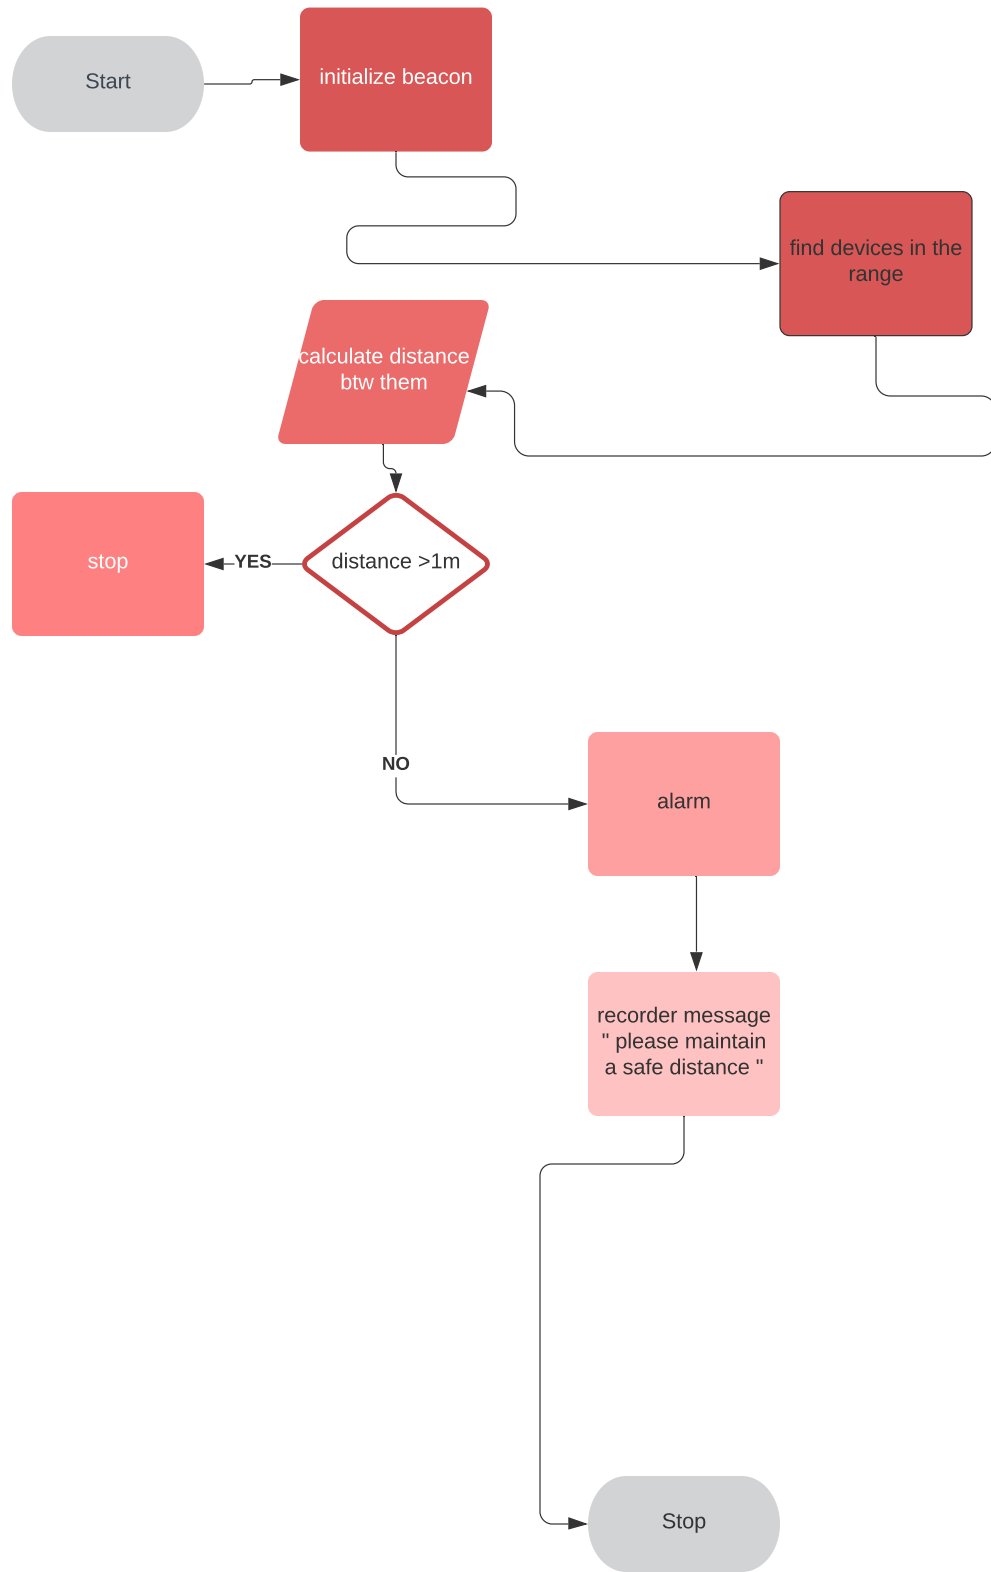 Start
initialize beacon
find devices in the
range
calculate distance
btw them
distance >1m
YES
stop
NO
alarm
recorder message
" please maintain
a safe distance "
Stop